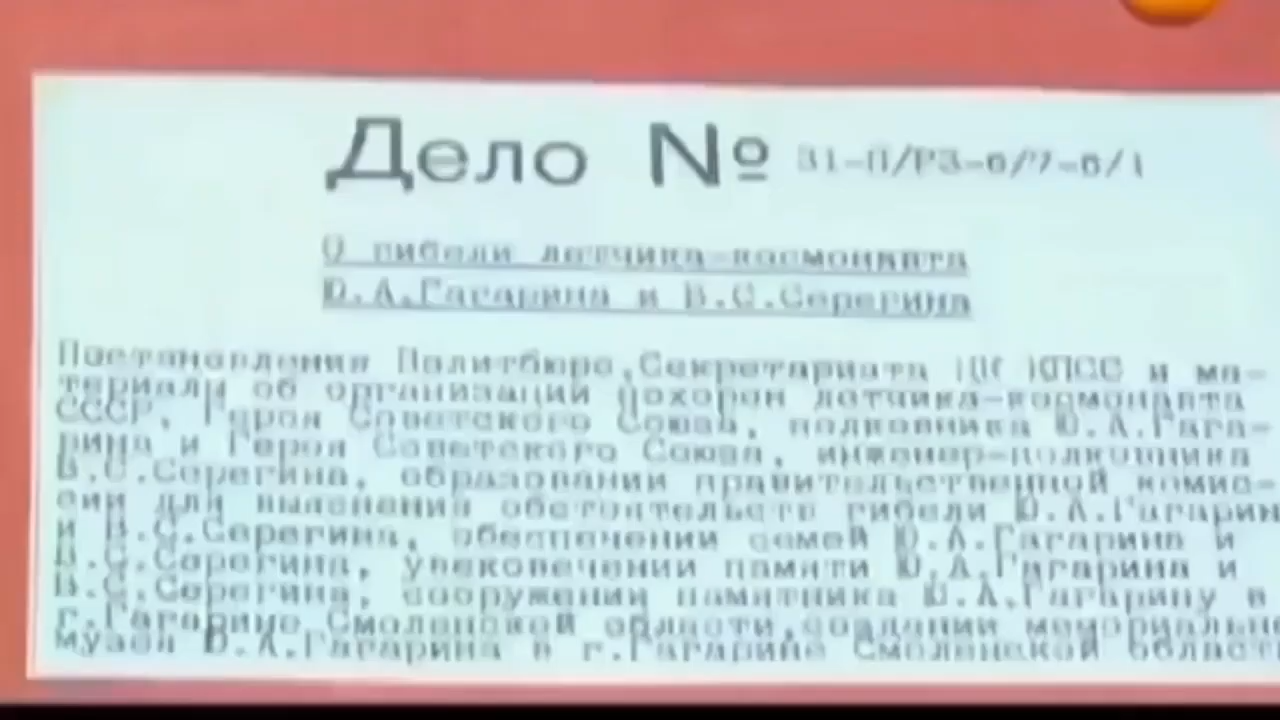 Дело № 31-П/РЗ-6/7-6/1
О гибели летчика-космонавта
Ю.А.Гагарина и В.С.Серегина
Постановления Политбюро,Секретариата ЦК КПСС и ма-
териалы об организации похорон летчика-космонавта
СССР, Героя Советского Союза, полковника Ю.А.Гага-
рина и Героя Советского Союза, инженер-полковника
В.С.Серегина, образовании правительственной комис-
сии для выяснения обстоятельств гибели Ю.А.Гагарин
и В.С.Серегина, обеспечении семей Ю.А.Гагарина и
В.С.Серегина, увековечении памяти Ю.А.Гагарина и
В.С.Серегина, сооружении памятника Ю.А.Гагарину в
г.Гагарине Смоленской области,создании мемориальн
музея Ю.А.Гагарина в г.Гагарине Смоленской област